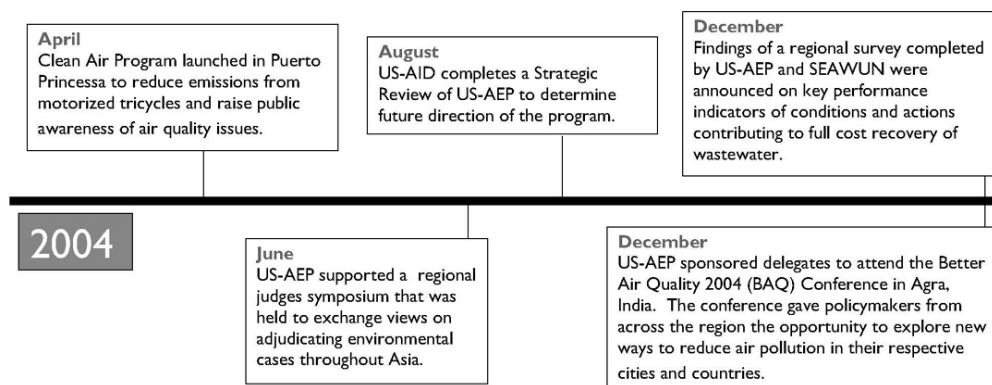 April
Clean Air Program launched in Puerto
Princessa to reduce emissions from
motorized tricycles and raise public
awareness of air quality issues.
August
US-AID completes a Strategic
Review of US-AEP to determine
future direction of the program.
December
Findings of a regional survey completed
by US-AEP and SEAWUN were
announced on key performance
indicators of conditions and actions
contributing to full cost recovery of
wastewater.
2004
June
US-AEP supported a regional
judges symposium that was
held to exchange views on
adjudicating environmental
cases throughout Asia.
December
US-AEP sponsored delegates to attend the Better
Air Quality 2004 (BAQ) Conference in Agra,
India. The conference gave policymakers from
across the region the opportunity to explore new
ways to reduce air pollution in their respective
cities and countries.